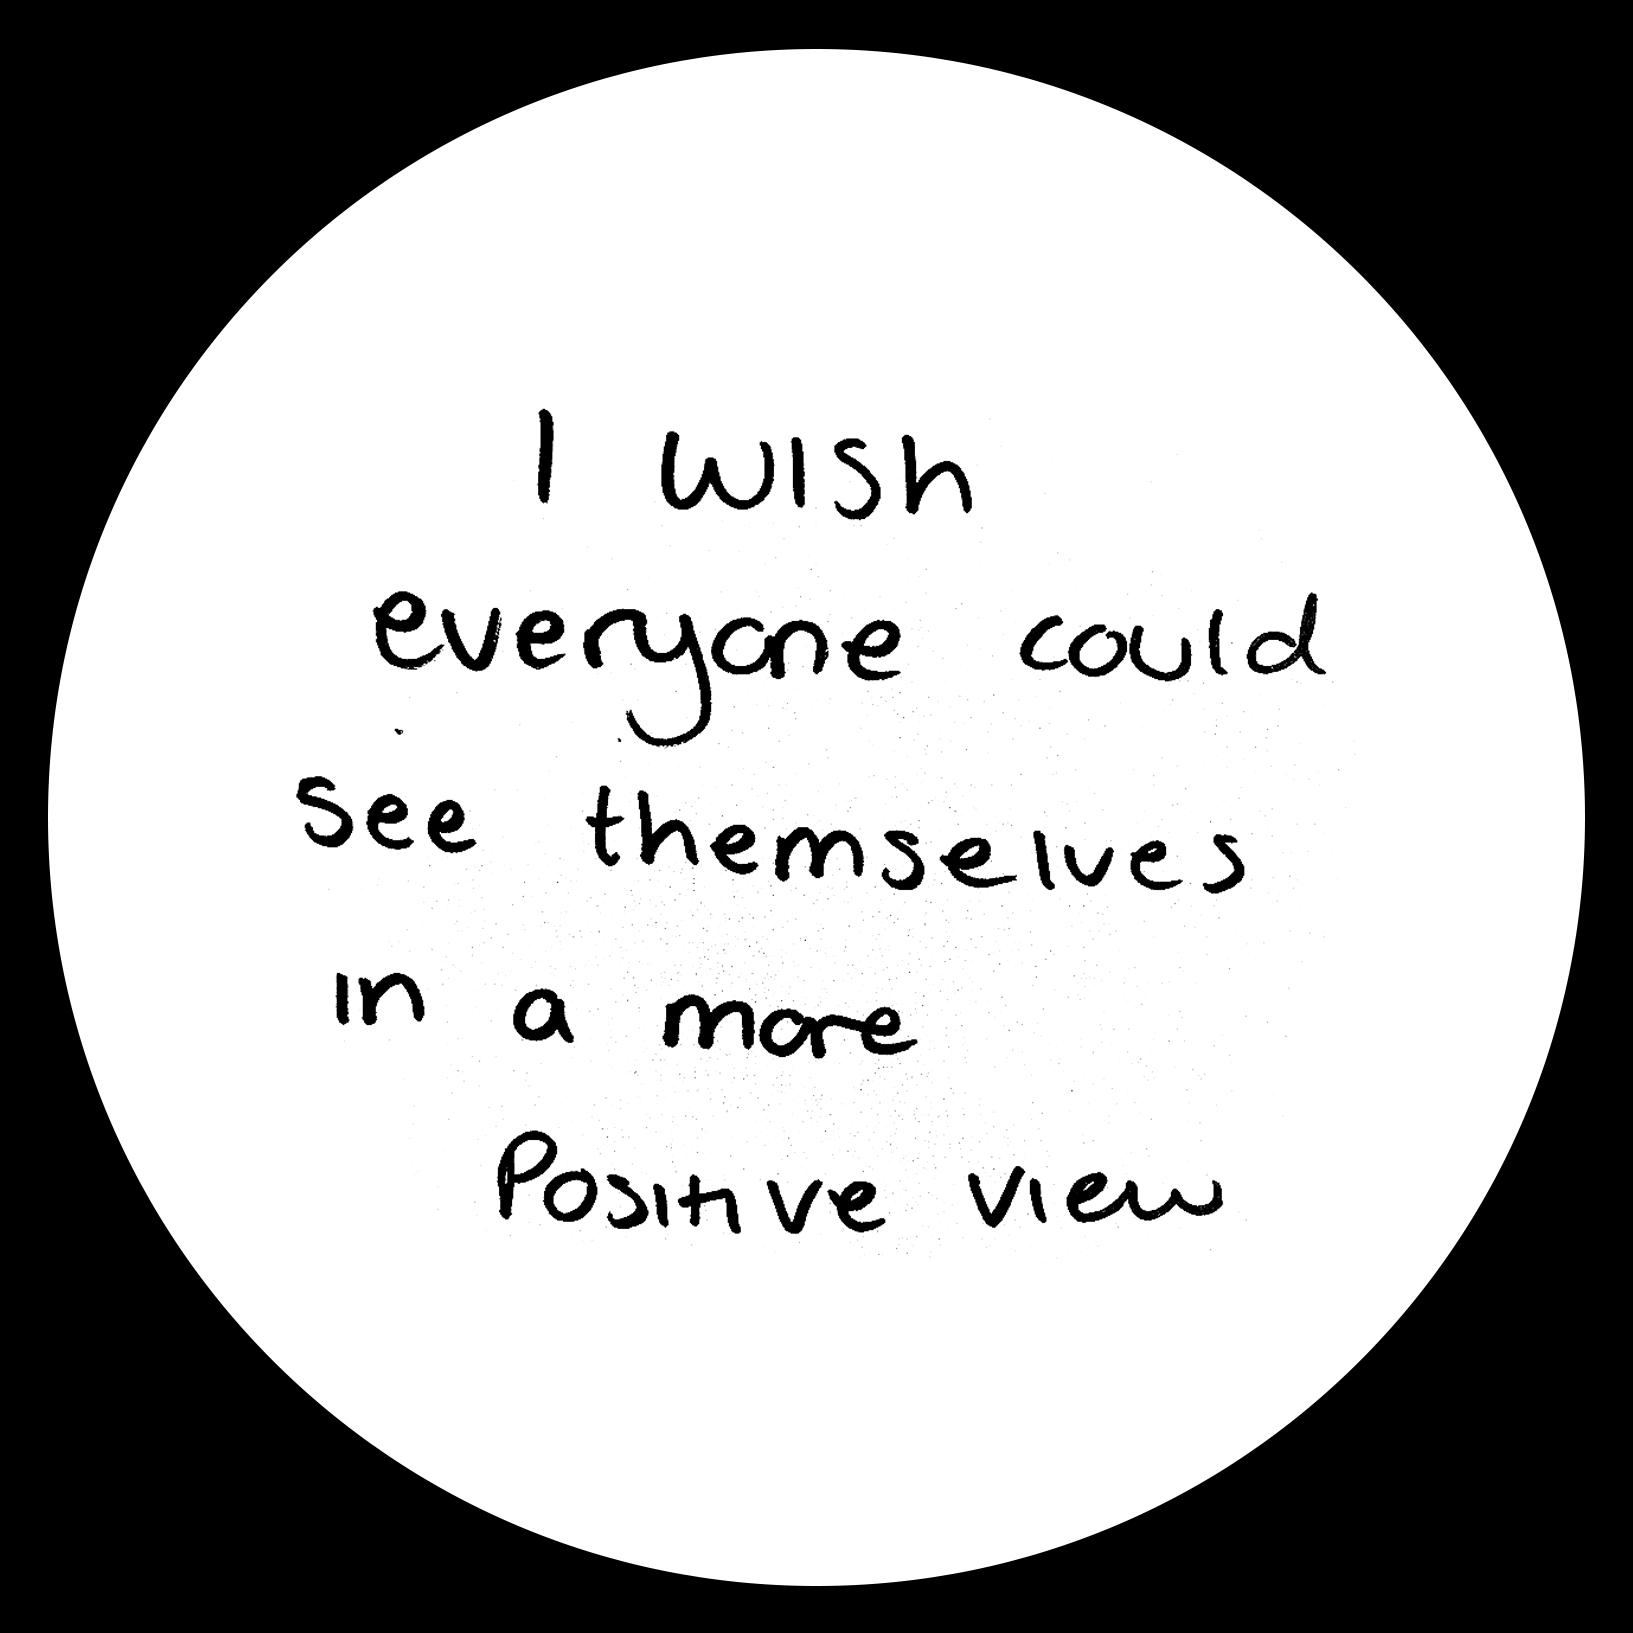 I wish
everyone could
see themselves
in a more
Positive view